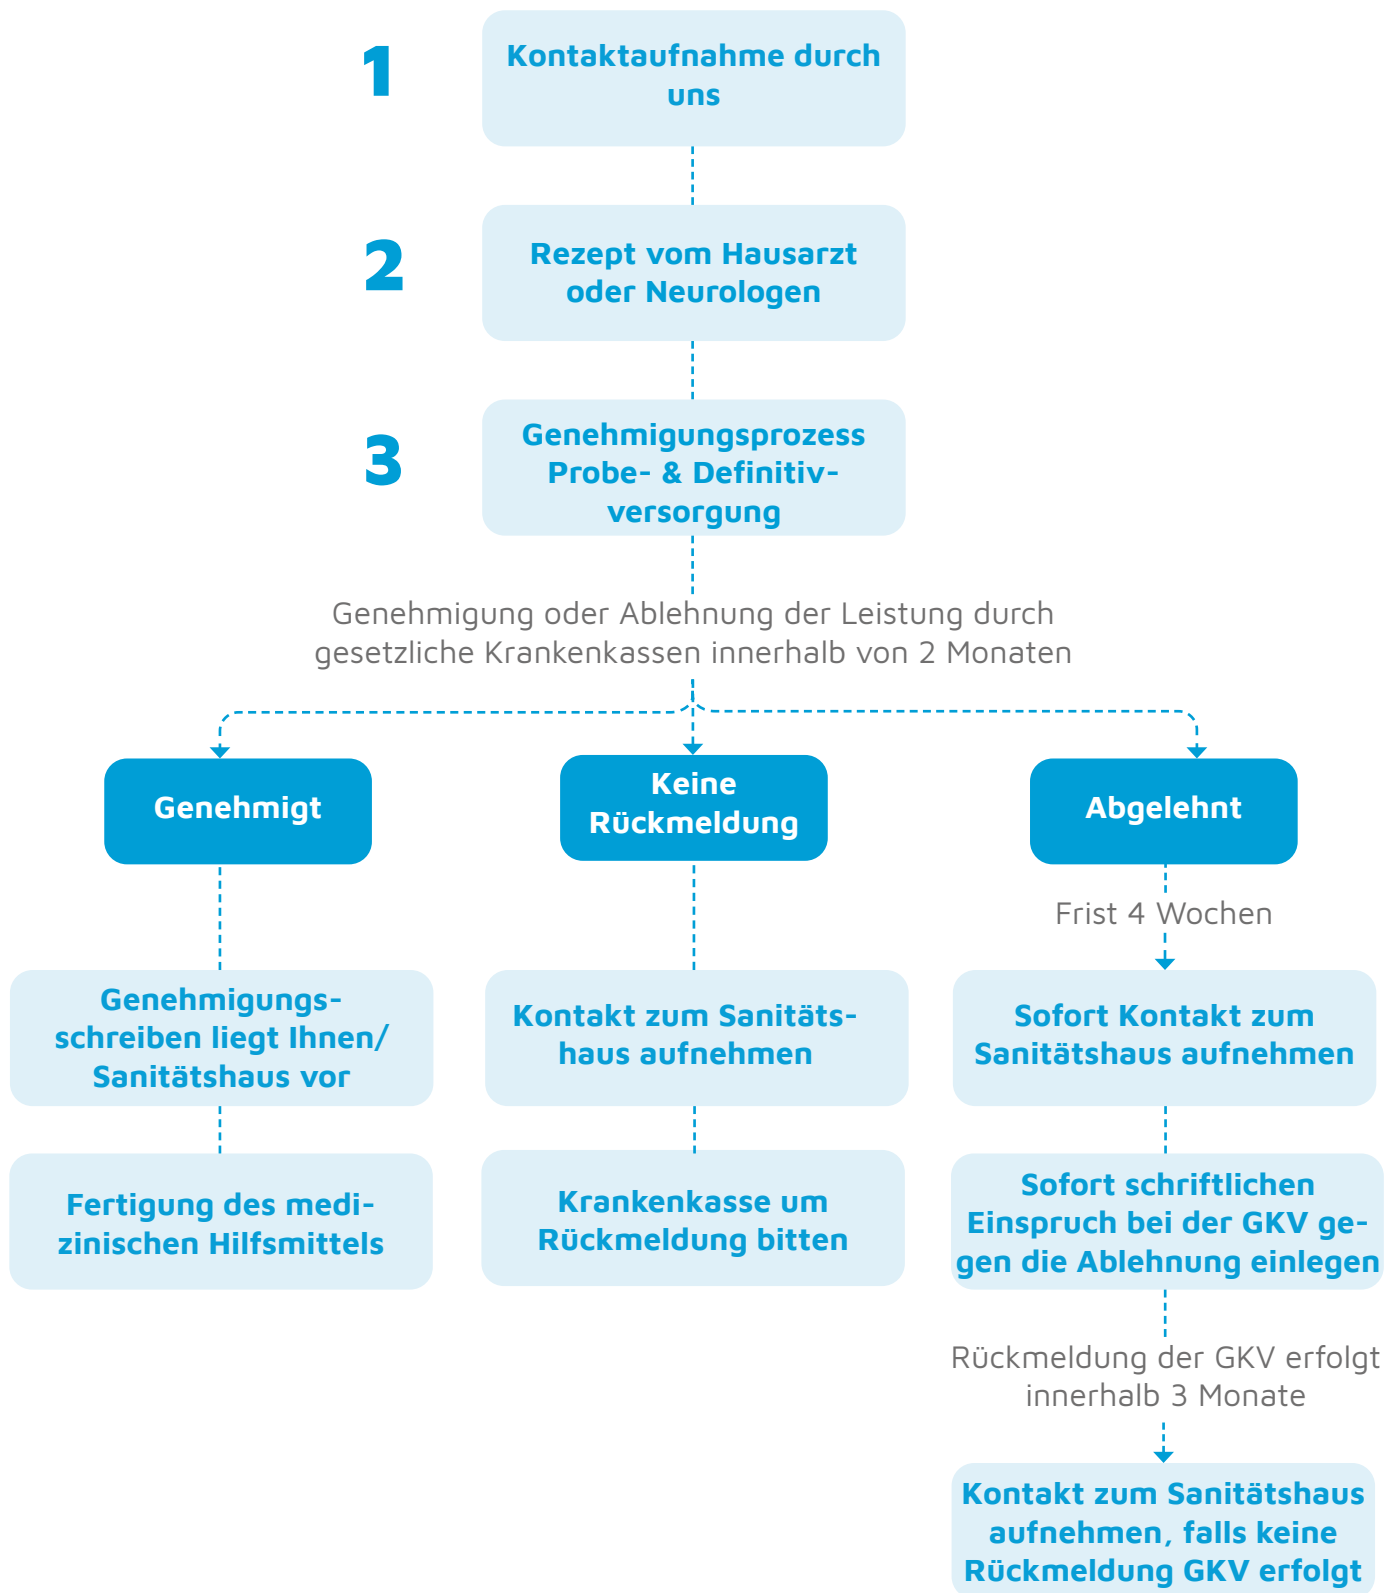 1
Kontaktaufnahme durch
uns
2
Rezept vom Hausarzt
oder Neurologen
3
Genehmigungsprozess
Probe- & Definitiv-
versorgung
Genehmigung oder Ablehnung der Leistung durch
gesetzliche Krankenkassen innerhalb von 2 Monaten
Genehmigt
Genehmigungs-
schreiben liegt Ihnen/
Sanitätshaus vor
Fertigung des medi-
zinischen Hilfsmittels
Keine
Rückmeldung
Kontakt zum Sanitäts-
haus aufnehmen
Krankenkasse um
Rückmeldung bitten
Abgelehnt
Frist 4 Wochen
Sofort Kontakt zum
Sanitätshaus aufnehmen
Sofort schriftlichen
Einspruch bei der GKV ge-
gen die Ablehnung einlegen
Rückmeldung der GKV erfolgt
innerhalb 3 Monate
Kontakt zum Sanitätshaus
aufnehmen, falls keine
Rückmeldung GKV erfolgt